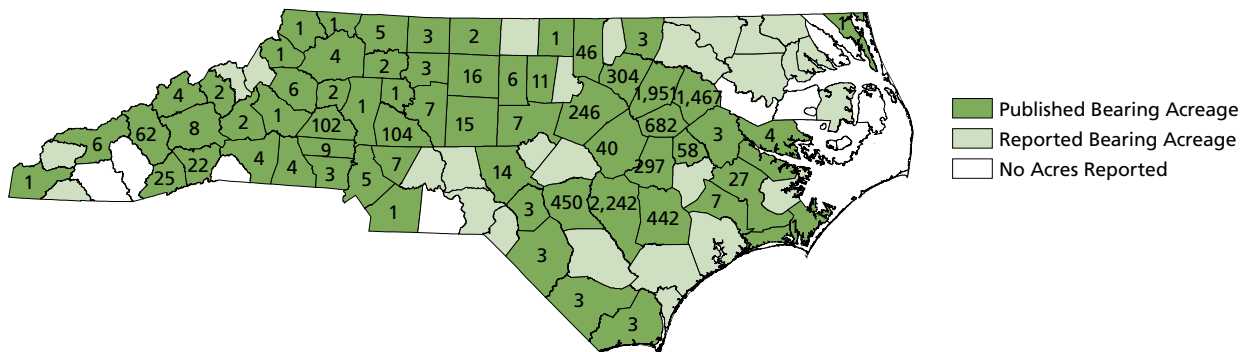 1 1 5 3 2 1 46 3 1
1 4
2 3 16 6 11 304
4 2 6 2 1 1 7 1,951 1,467
62 8 2 1 102 104 15 7 246 682 3 4
6 9 40 58
1 25 22 4 4 3 5 7 14 297 27
1 3 450 2,242 442 7 1
3
3
3
Published Bearing Acreage
Reported Bearing Acreage
No Acres Reported